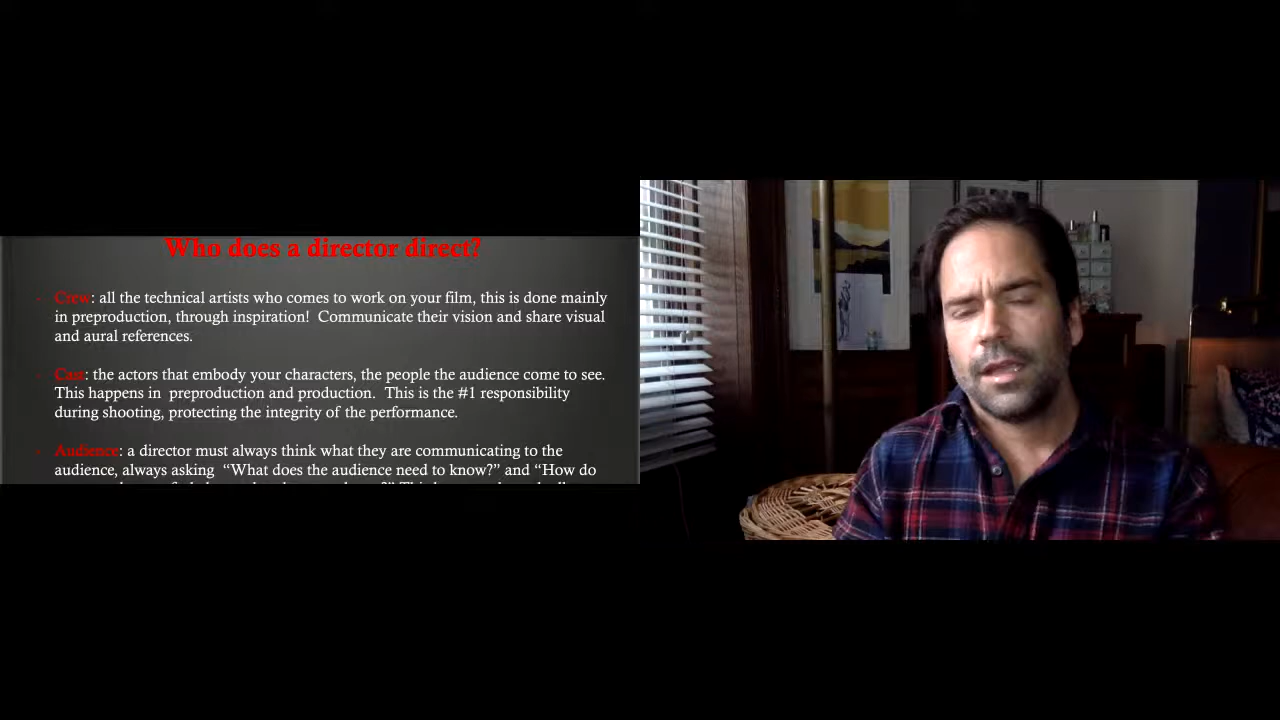 Who does a director direct?
Crew: all the technical artists who comes to work on your film, this is done mainly
in preproduction, through inspiration! Communicate their vision and share visual
and aural references.
Cast: the actors that embody your characters, the people the audience come to see.
This happens in preproduction and production. This is the #1 responsibility
during shooting, protecting the integrity of the performance.
Audience: a director must always think what they are communicating to the
audience, always asking “What does the audience need to know?” and “How do